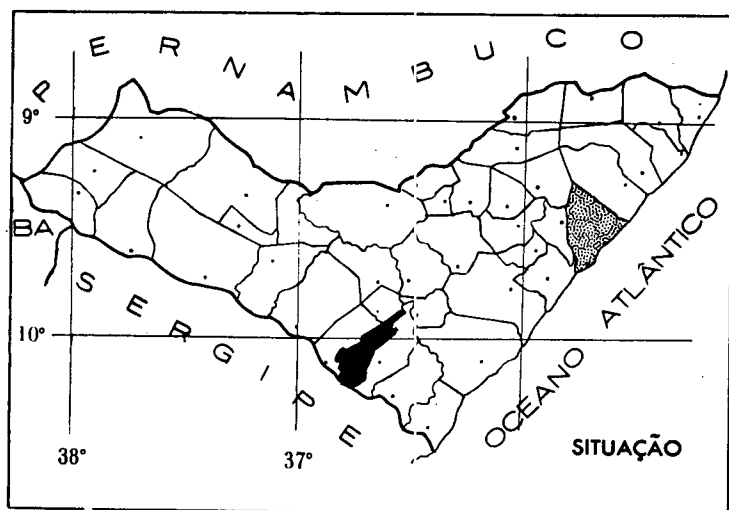 PERNAMBUCO
9°
BA
SERGIPE
10°
OCEANO ATLÂNTICO
SITUAÇÃO
38°
37°